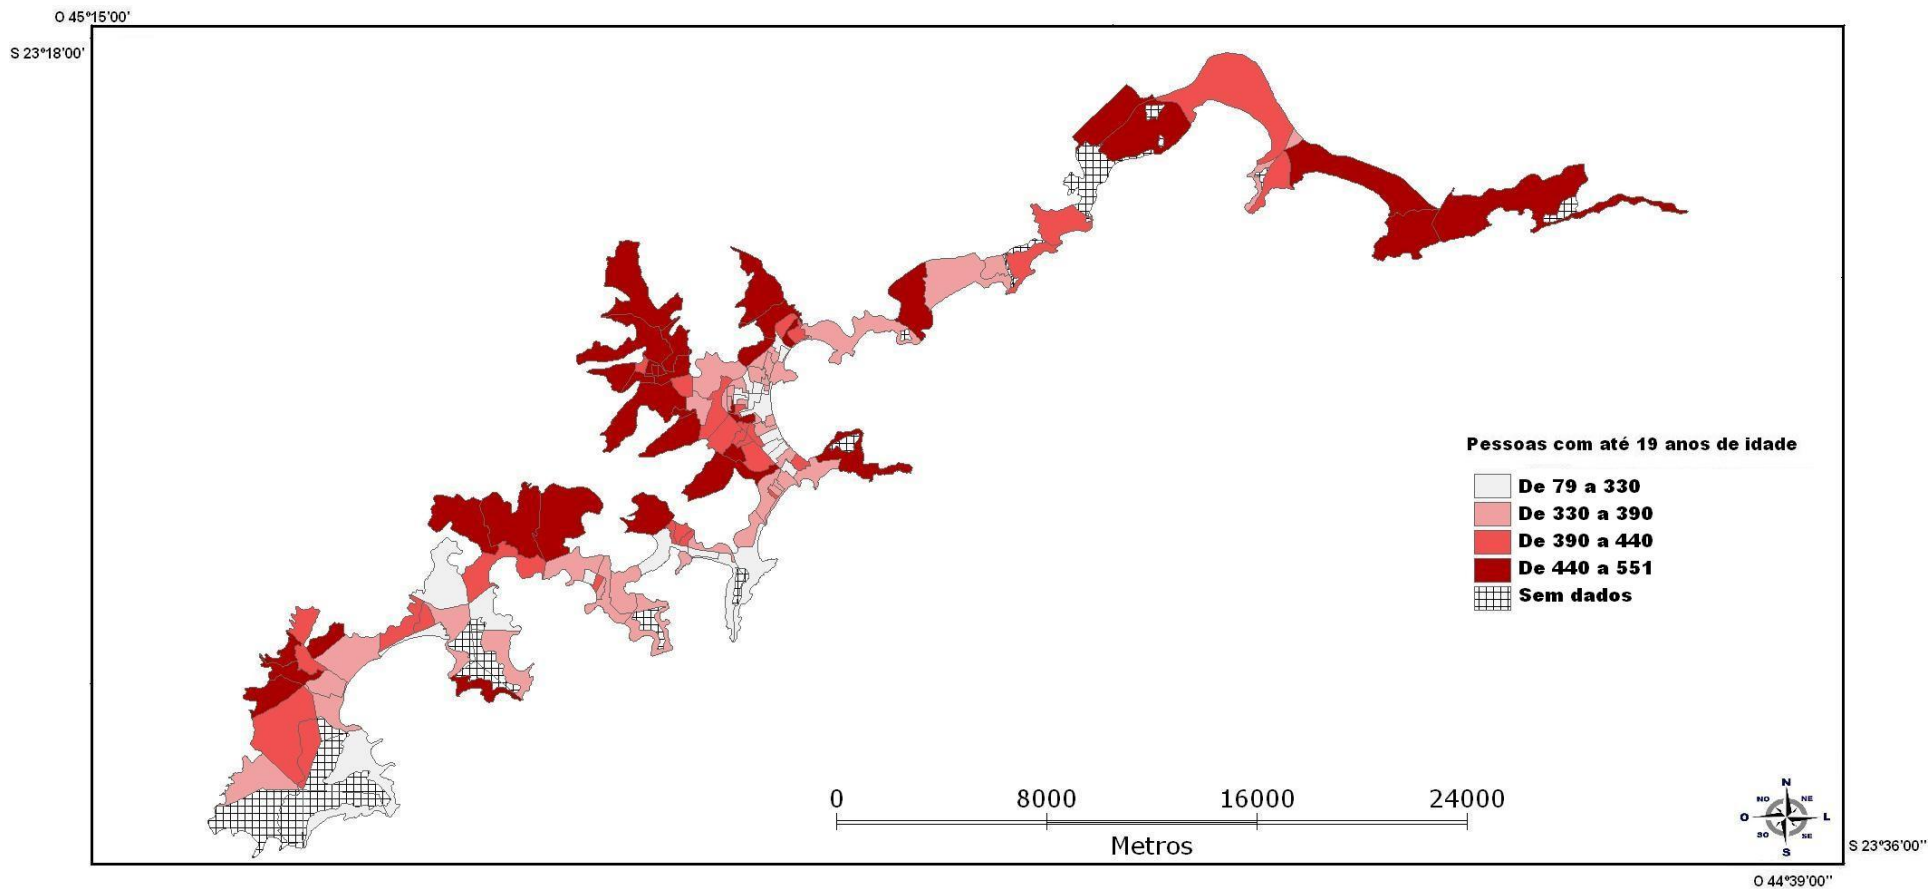 O 45°15'00'
S 23°18'00'
Pessoas com até 19 anos de idade
De 79 a 330
De 330 a 390
De 390 a 440
De 440 a 551
Sem dados
0 8000 16000 24000
Metros
N
NO NE
O L
SO SE
S
S 23°36'00''
O 44°39'00''